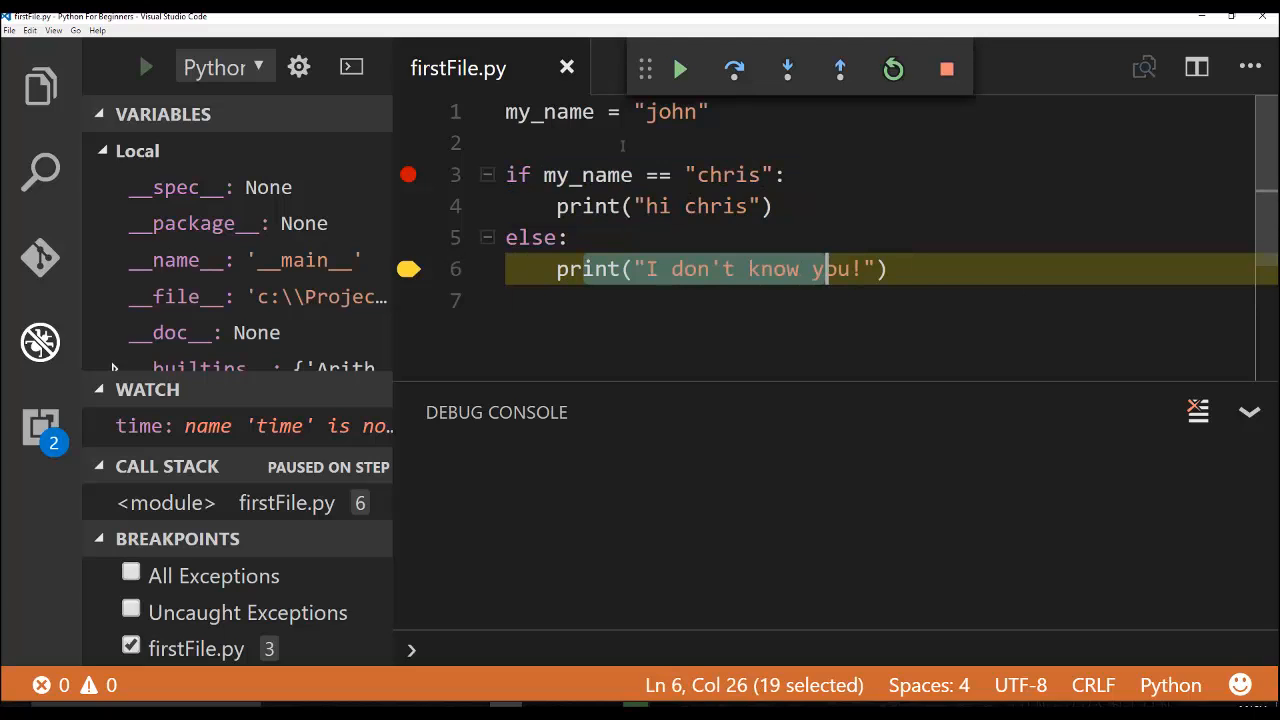 firstFile.py - Python For Beginners - Visual Studio Code
File Edit View Go Help
Python
firstFile.py
VARIABLES
Local
__spec__: None
__package__: None
__name__: '__main__'
__file__: 'c:\\Projec…
__doc__: None
__builtins__: {'Arith
WATCH
time: name 'time' is no…
CALL STACK PAUSED ON STEP
<module> firstFile.py 6
BREAKPOINTS
All Exceptions
Uncaught Exceptions
firstFile.py 3
1 my_name = "john"
2
3 if my_name == "chris":
4 print("hi chris")
5 else:
6 print("I don't know you!")
7
DEBUG CONSOLE
2
0 0 Ln 6, Col 26 (19 selected) Spaces: 4 UTF-8 CRLF Python